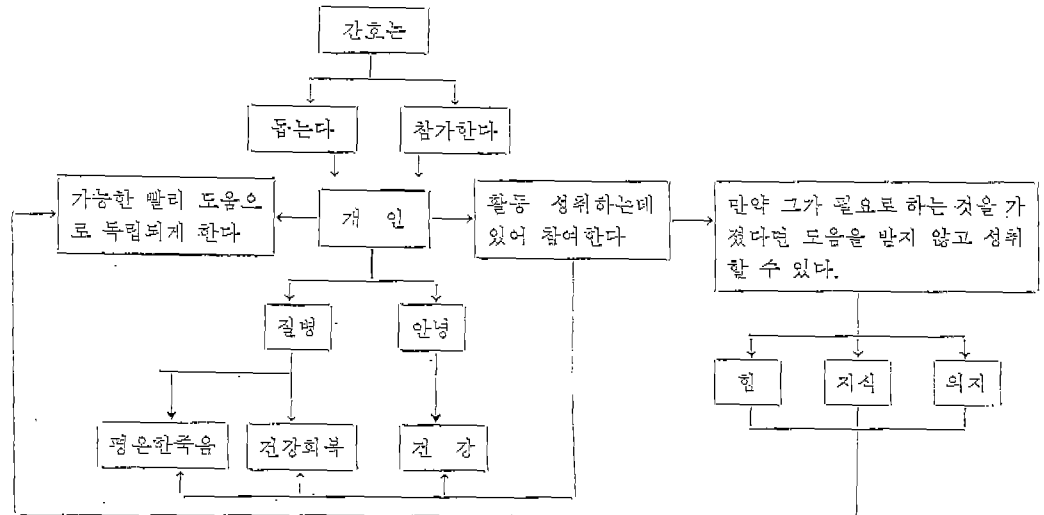 간호는
돕는다
참가한다
가능한 빨리 도움으
로 독립되게 한다
개 인
활동 성취하는데
있어 참여한다
만약 그가 필요로 하는 것을 가
졌다면 도움을 받지 않고 성취
할 수 있다.
질병
안녕
힘
지식
의지
평온한죽음
건강회복
건 강